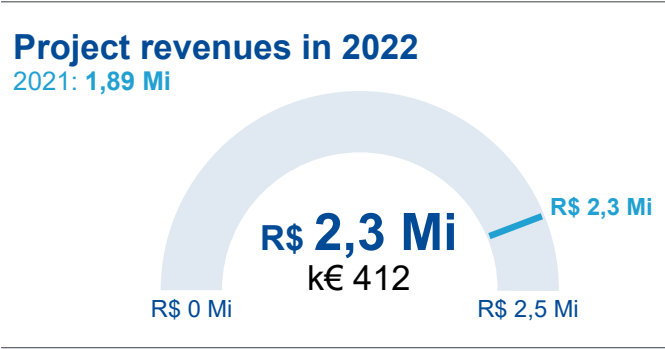 Project revenues in 2022
2021: 1,89 Mi
R$ 2,3 Mi
R$ 2,3 Mi
k€ 412
R$ 0 Mi
R$ 2,5 Mi